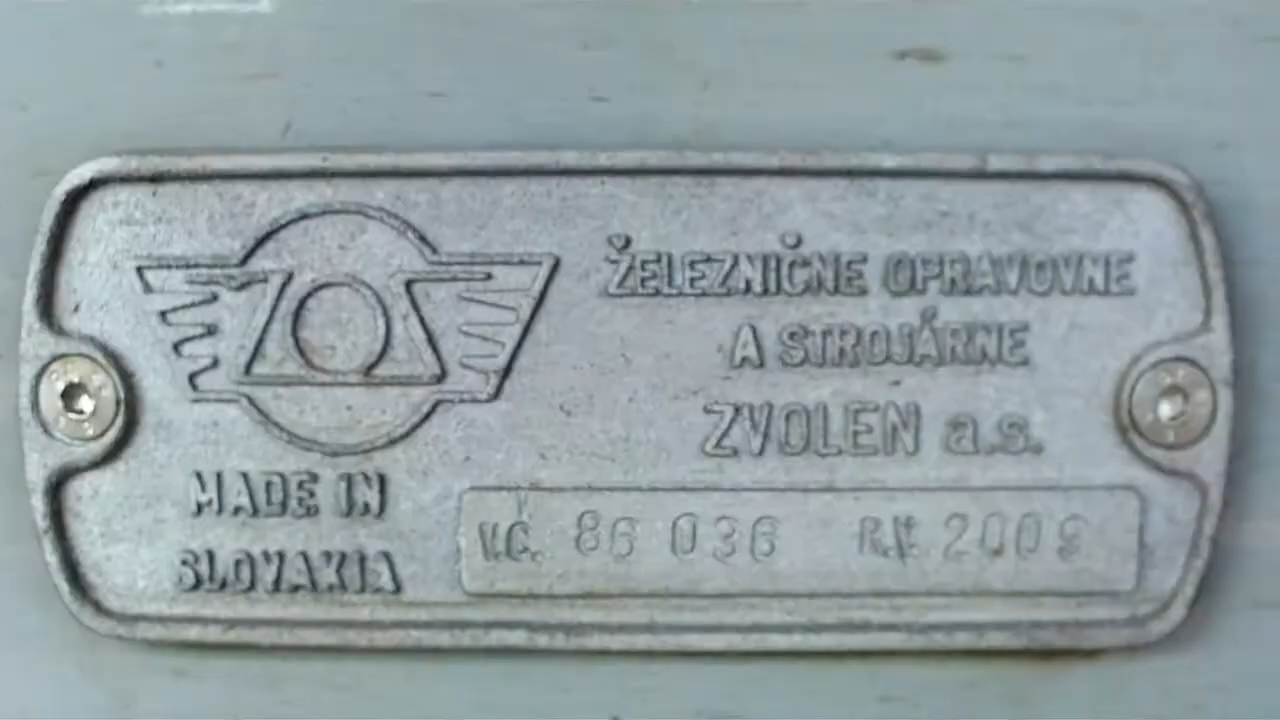 ŽELEZNIČNE OPRAVOVNE
A STROJÁRNE
ZVOLEN a.s.
MADE IN
SLOVAKIA
V.Č. 86 036 R.V. 2009